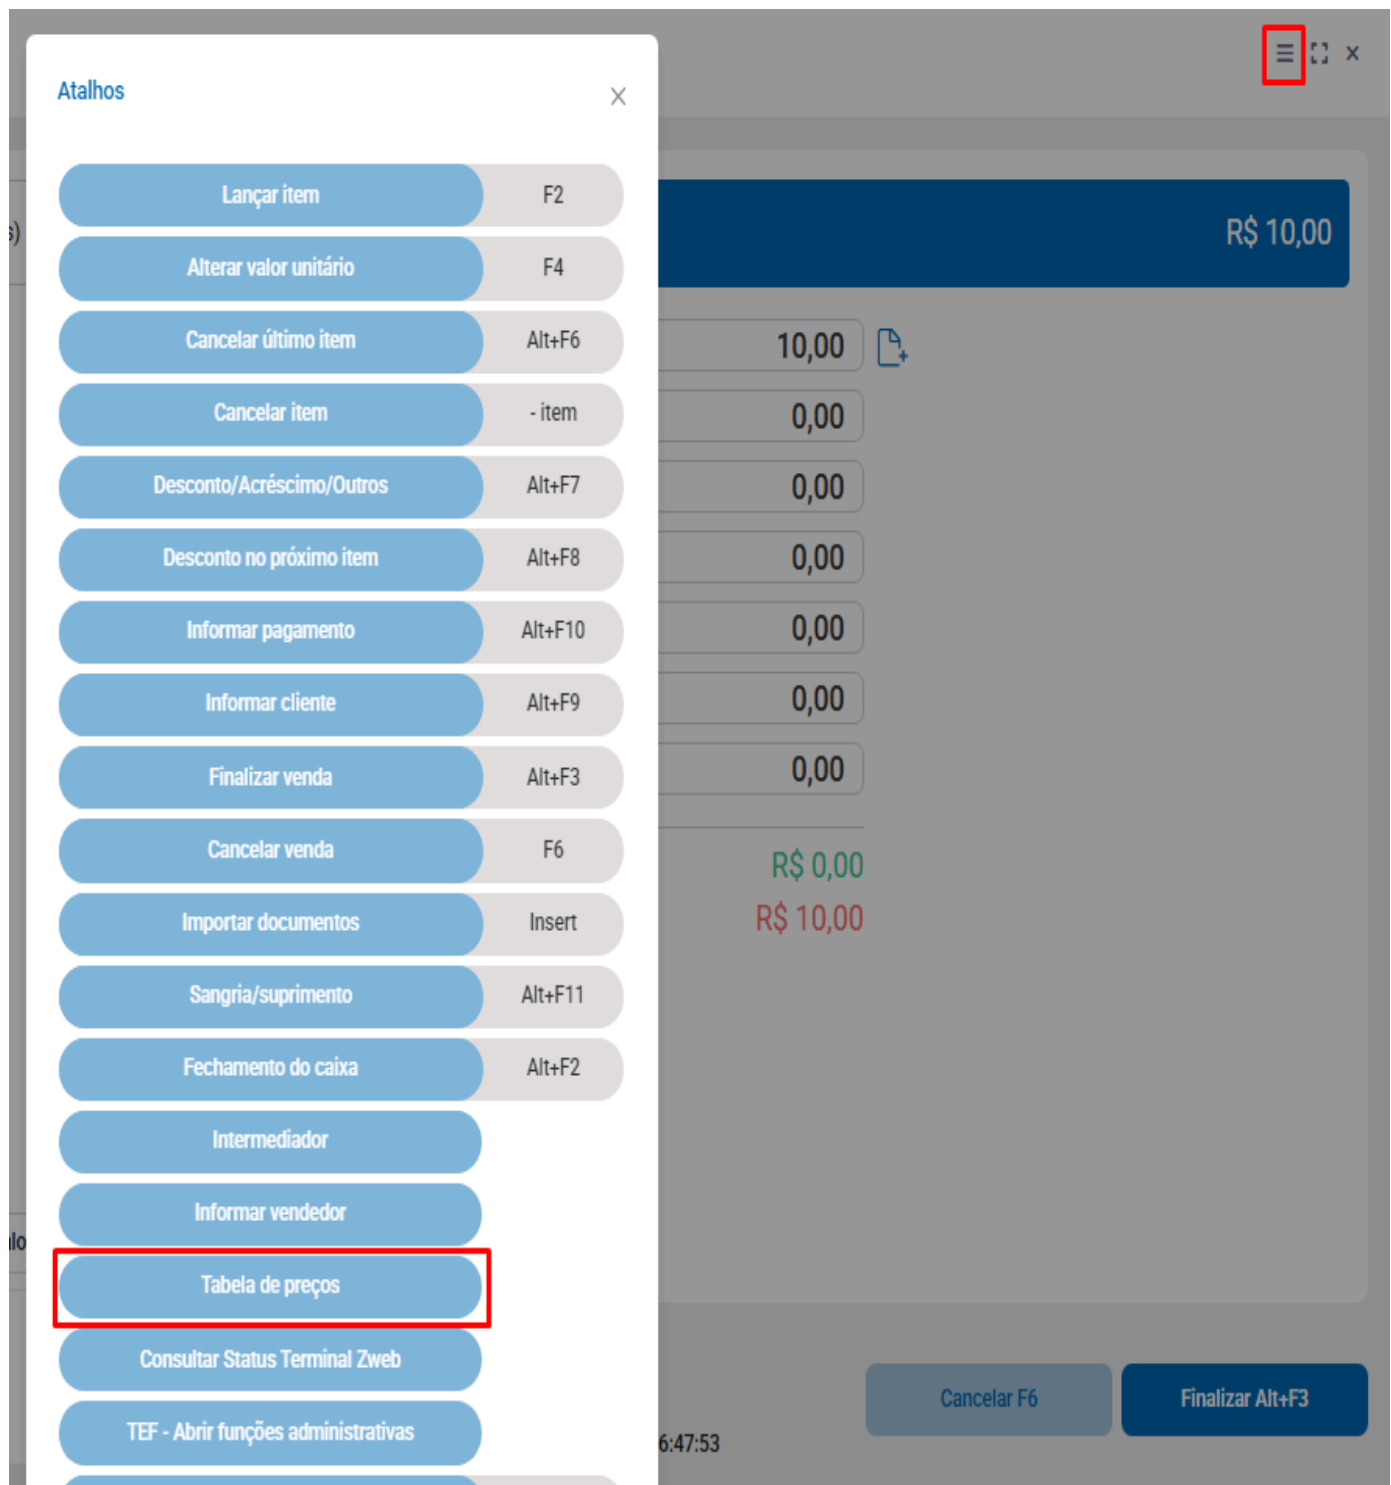 Atalhos
Lançar item F2
Alterar valor unitário F4
Cancelar último item Alt+F6
Cancelar item - item
Desconto/Acréscimo/Outros Alt+F7
Desconto no próximo item Alt+F8
Informar pagamento Alt+F10
Informar cliente Alt+F9
Finalizar venda Alt+F3
Cancelar venda F6
Importar documentos Insert
Sangria/suprimento Alt+F11
Fechamento do caixa Alt+F2
Intermediador
Informar vendedor
Tabela de preços
Consultar Status Terminal Zweb
TEF - Abrir funções administrativas
R$ 10,00
10,00
0,00
0,00
0,00
0,00
0,00
0,00
R$ 0,00
R$ 10,00
Cancelar F6
Finalizar Alt+F3
6:47:53